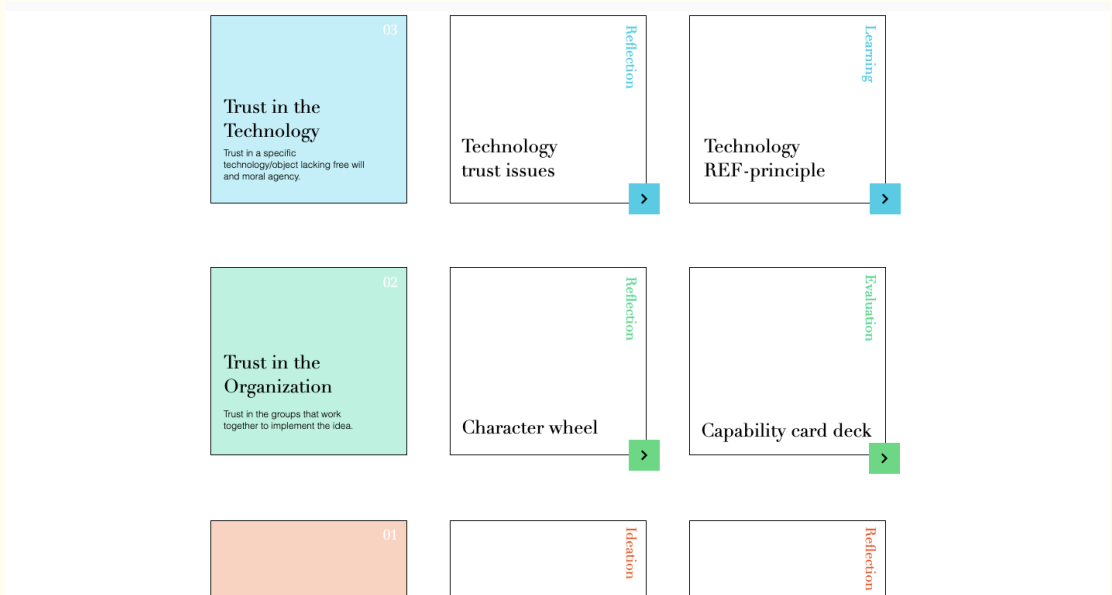 03
Trust in the
Technology
Trust in a specific
technology/object lacking free will
and moral agency.
Reflection
Technology
trust issues
Learning
Technology
REF-principle
02
Trust in the
Organization
Trust in the groups that work
together to implement the idea.
Reflection
Character wheel
Evaluation
Capability card deck
01
Ideation
Reflection